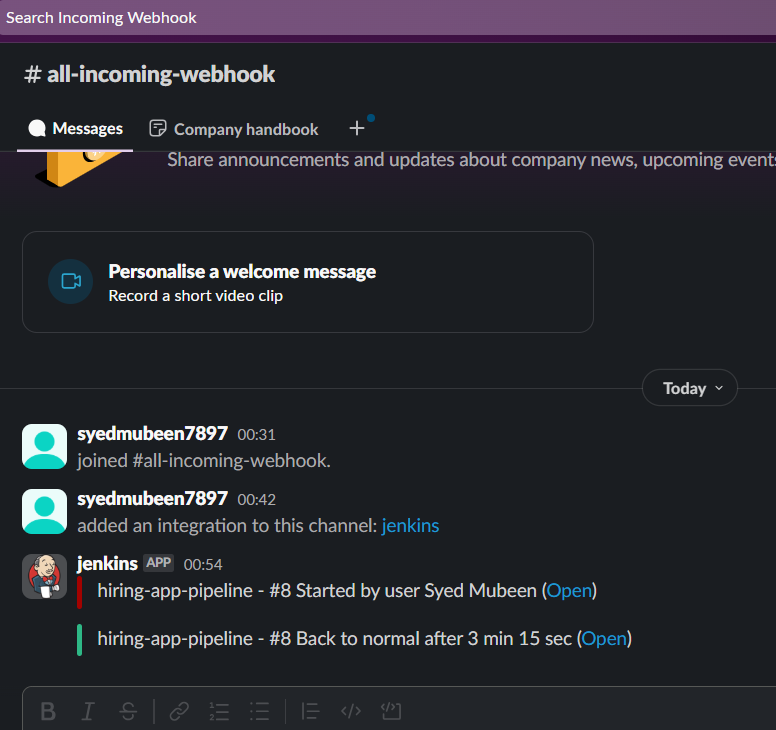 Search Incoming Webhook
# all-incoming-webhook
Messages
Company handbook
Share announcements and updates about company news, upcoming events
Personalise a welcome message
Record a short video clip
Today
syedmubeen7897 00:31
joined #all-incoming-webhook.
syedmubeen7897 00:42
added an integration to this channel: jenkins
jenkins APP 00:54
hiring-app-pipeline - #8 Started by user Syed Mubeen (Open)
hiring-app-pipeline - #8 Back to normal after 3 min 15 sec (Open)